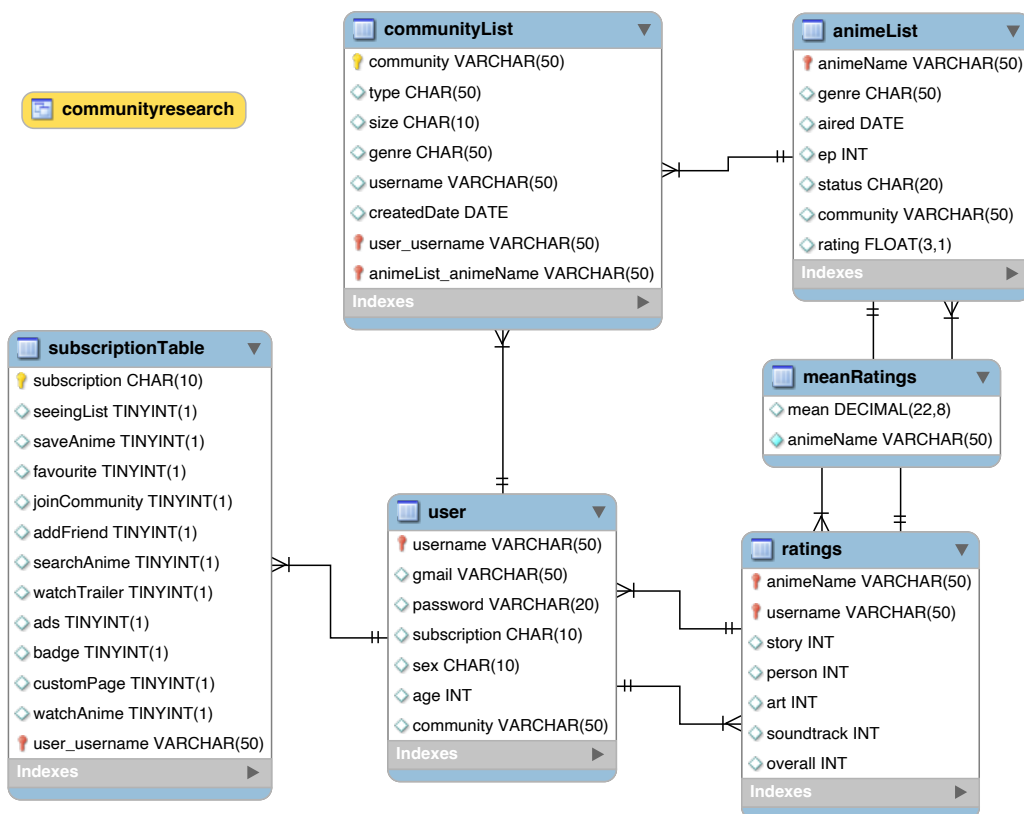 communityresearch
communityList
community VARCHAR(50)
type CHAR(50)
size CHAR(10)
genre CHAR(50)
username VARCHAR(50)
createdDate DATE
user_username VARCHAR(50)
animeList_animeName VARCHAR(50)
Indexes
animeList
animeName VARCHAR(50)
genre CHAR(50)
aired DATE
ep INT
status CHAR(20)
community VARCHAR(50)
rating FLOAT(3,1)
Indexes
subscriptionTable
subscription CHAR(10)
seeingList TINYINT(1)
saveAnime TINYINT(1)
favourite TINYINT(1)
joinCommunity TINYINT(1)
addFriend TINYINT(1)
searchAnime TINYINT(1)
watchTrailer TINYINT(1)
ads TINYINT(1)
badge TINYINT(1)
customPage TINYINT(1)
watchAnime TINYINT(1)
user_username VARCHAR(50)
Indexes
meanRatings
mean DECIMAL(22,8)
animeName VARCHAR(50)
user
username VARCHAR(50)
gmail VARCHAR(50)
password VARCHAR(20)
subscription CHAR(10)
sex CHAR(10)
age INT
community VARCHAR(50)
Indexes
ratings
animeName VARCHAR(50)
username VARCHAR(50)
story INT
person INT
art INT
soundtrack INT
overall INT
Indexes